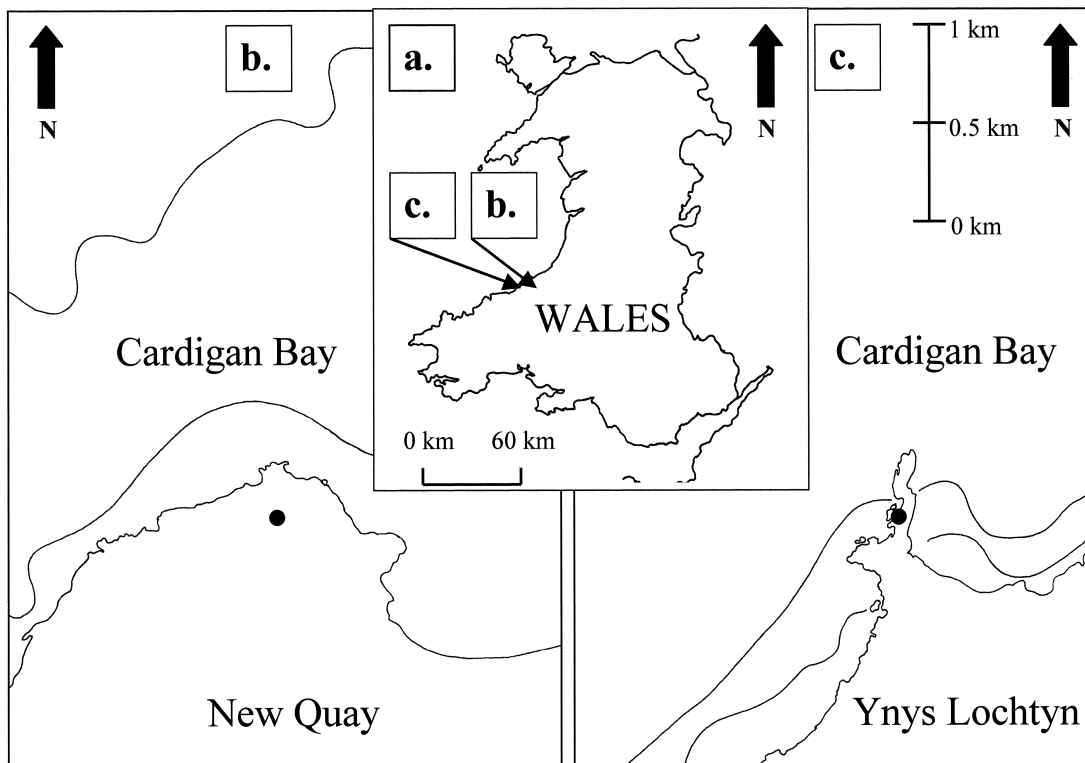 N
b.
Cardigan Bay
New Quay
a.
N
c.
b.
WALES
0 km
60 km
c.
1 km
0.5 km
0 km
N
Cardigan Bay
Ynys Lochtyn